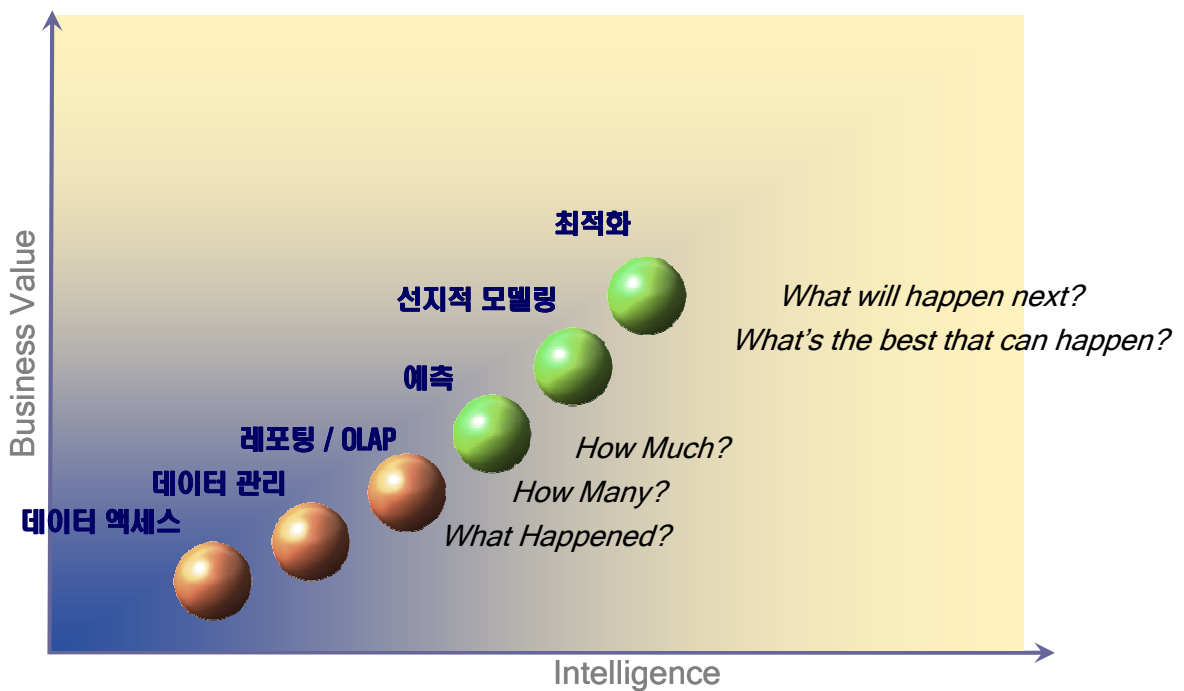 최적화
선지적 모델링
What will happen next?
What's the best that can happen?
예측
레포팅 / OLAP
How Much?
데이터 관리
How Many?
데이터 액세스
What Happened?
Business Value
Intelligence